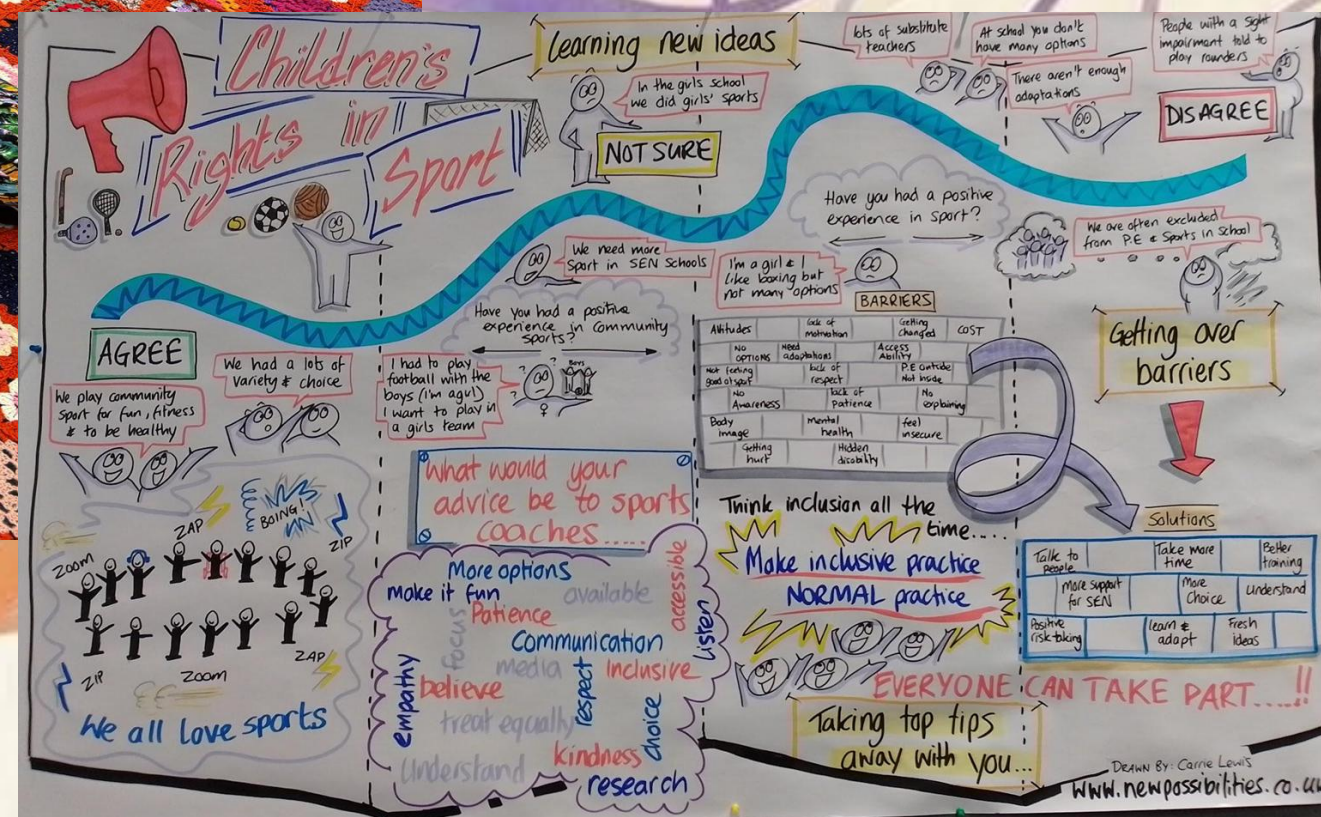 Children's
Rights in
Sport
Learning new ideas
In the girls school
we did girls' sports
NOT SURE
lots of substitute
teachers
At school you don't
have many options
There aren't enough
adaptations
People with a sight
impairment told to
play rounders
DISAGREE
Have you had a positive
experience in sport?
We need more
Sport in SEN Schools
I'm a girl & I
like boxing but
not many options
We are often excluded
from P.E & Sports in School
AGREE
We had a lots of
variety & choice
We play community
sport for fun, fitness
& to be healthy
Have you had a positive
experience in Community
sports?
I had to play
football with the
boys (I'm a girl)
I want to play in
a girls team
Boys
BARRIERS
Attitudes
lack of
motivation
Getting
changed
COST
NO
OPTIONS
Need
adaptations
Access
Ability
Not feeling
good at sport
lack of
respect
P.E outside
Not inside
No
Awareness
lack of
patience
No
explaining
Body
image
mental
health
feel
insecure
Getting
hurt
Hidden
disability
Getting over
barriers
Solutions
Talk to
people
Take more
time
Better
training
more support
for SEN
More
Choice
Understand
Positive
risk-taking
learn &
adapt
Fresh
ideas
ZOOM
ZAP
BOING!
ZIP
ZIP
ZOOM
ZAP
We all love sports
What would your
advice be to sports
coaches.....
More options
make it fun
available
accessible
Patience
focus
Communication
Listen
media
inclusive
empathy
believe
respect
treat equally
choice
kindness
Understand
research
Think inclusion all the
time....
Make inclusive practice
NORMAL practice
EVERYONE CAN TAKE PART.....!!
Taking top tips
away with you...
DRAWN BY: Carrie Lewis
www.newpossibilities.co.uk